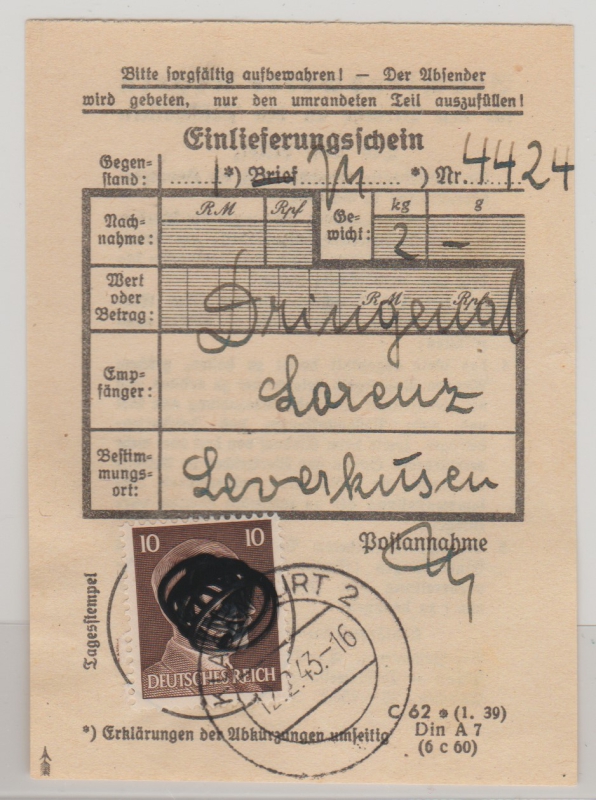 Bitte sorgfältig aufbewahren! — Der Absender
wird gebeten, nur den umrandeten Teil auszufüllen!
Einlieferungsschein
Gegen-
stand: 1 *) Brief *) Nr. 4424
Nach-
nahme:
RM Rpf
Ge-
wicht:
kg g
2 –
Wert
oder
Betrag:
RM Rpf
Dringend
Emp-
fänger:
Lorenz
Bestim-
mungs-
ort:
Leverkusen
Postannahme
Tagesstempel
10 10
DEUTSCHES REICH
FURT 2
12.2.43.-16
*) Erklärungen der Abkürzungen umseitig
C 62 * (1. 39)
Din A 7
(6 c 60)